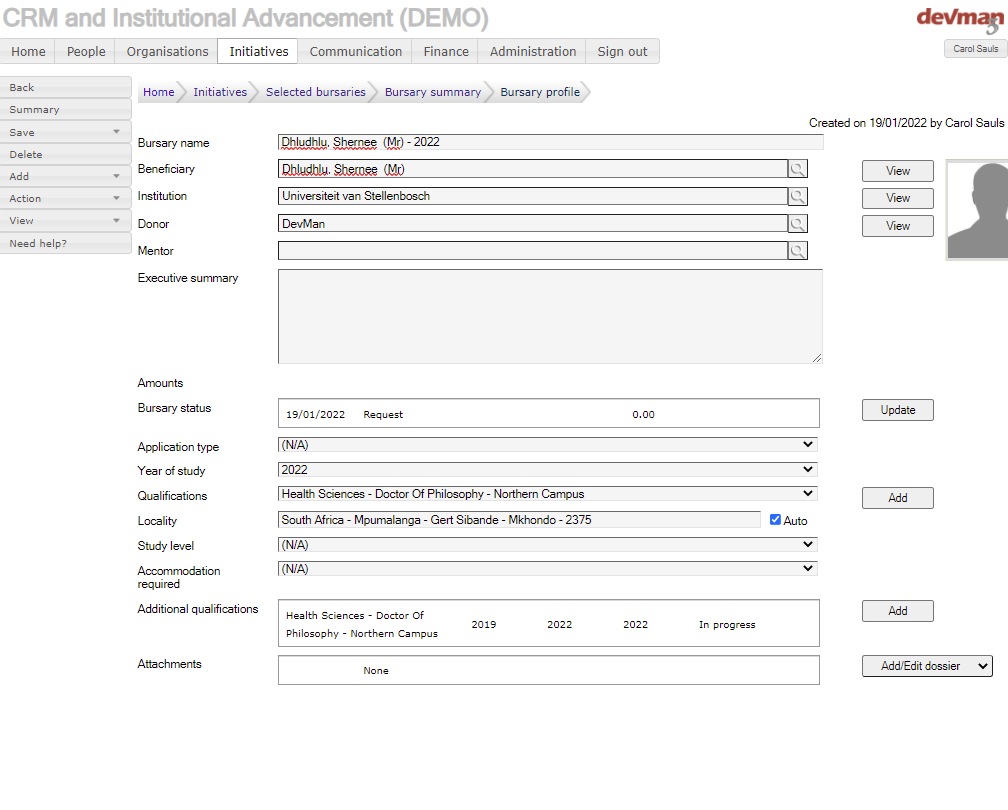 CRM and Institutional Advancement (DEMO)
devman
5
Home People Organisations Initiatives Communication Finance Administration Sign out
Carol Sauls
Back
Summary
Save
Delete
Add
Action
View
Need help?
Home Initiatives Selected bursaries Bursary summary Bursary profile
Created on 19/01/2022 by Carol Sauls
Bursary name Dhludhlu, Shernee (Mr) - 2022
Beneficiary Dhludhlu, Shernee (Mr) View
Institution Universiteit van Stellenbosch View
Donor DevMan View
Mentor
Executive summary
Amounts
Bursary status 19/01/2022 Request 0.00 Update
Application type (N/A)
Year of study 2022
Qualifications Health Sciences - Doctor Of Philosophy - Northern Campus Add
Locality South Africa - Mpumalanga - Gert Sibande - Mkhondo - 2375 Auto
Study level (N/A)
Accommodation required (N/A)
Additional qualifications Health Sciences - Doctor Of Philosophy - Northern Campus 2019 2022 2022 In progress Add
Attachments None Add/Edit dossier